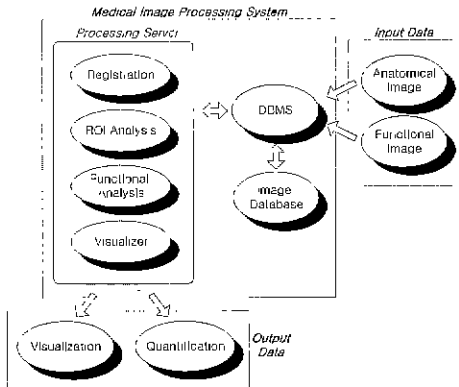 Medical Image Processing System
Processing Server
Input Data
Registration
Anatomical
Image
DBMS
ROI Analysis
Functional
Image
Functional
Analysis
Image
Database
Visualizer
Visualization
Quantification
Output
Data